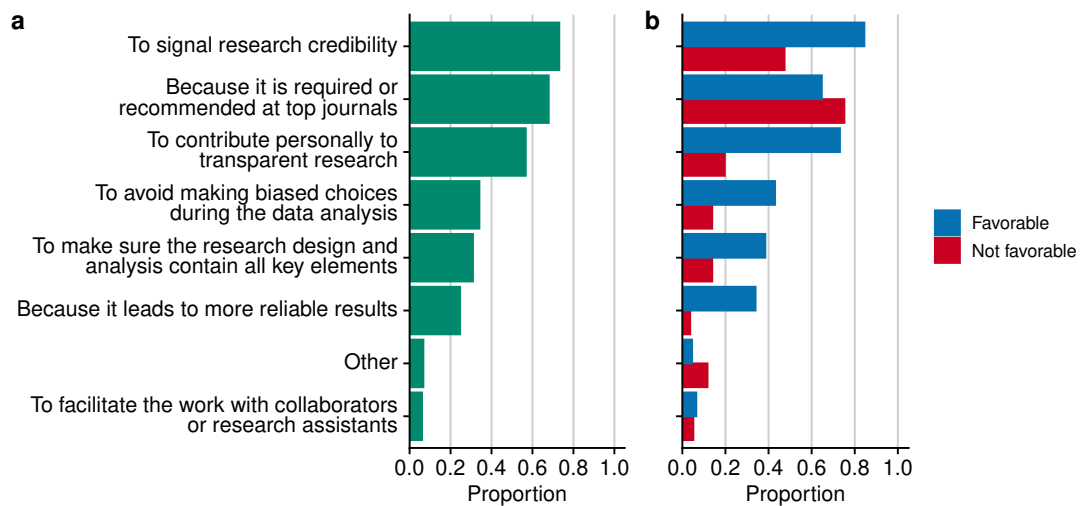 a
To signal research credibility
Because it is required or
recommended at top journals
To contribute personally to
transparent research
To avoid making biased choices
during the data analysis
To make sure the research design and
analysis contain all key elements
Because it leads to more reliable results
Other
To facilitate the work with collaborators
or research assistants
0.0 0.2 0.4 0.6 0.8 1.0
Proportion
b
0.0 0.2 0.4 0.6 0.8 1.0
Proportion
Favorable
Not favorable